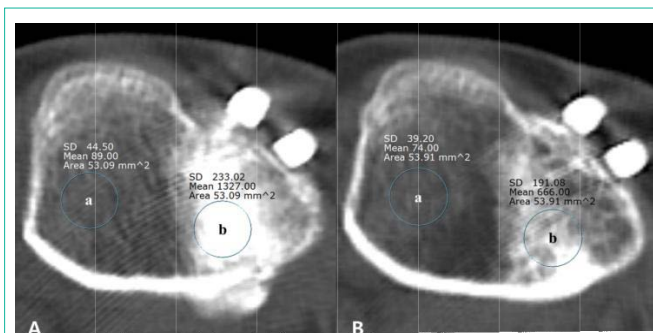 SD 44.50
Mean 89.00
Area 53.09 mm^2
a
SD 233.02
Mean 1327.00
Area 53.09 mm^2
b
A
SD 39.20
Mean 74.00
Area 53.91 mm^2
a
SD 191.08
Mean 666.00
Area 53.91 mm^2
b
B